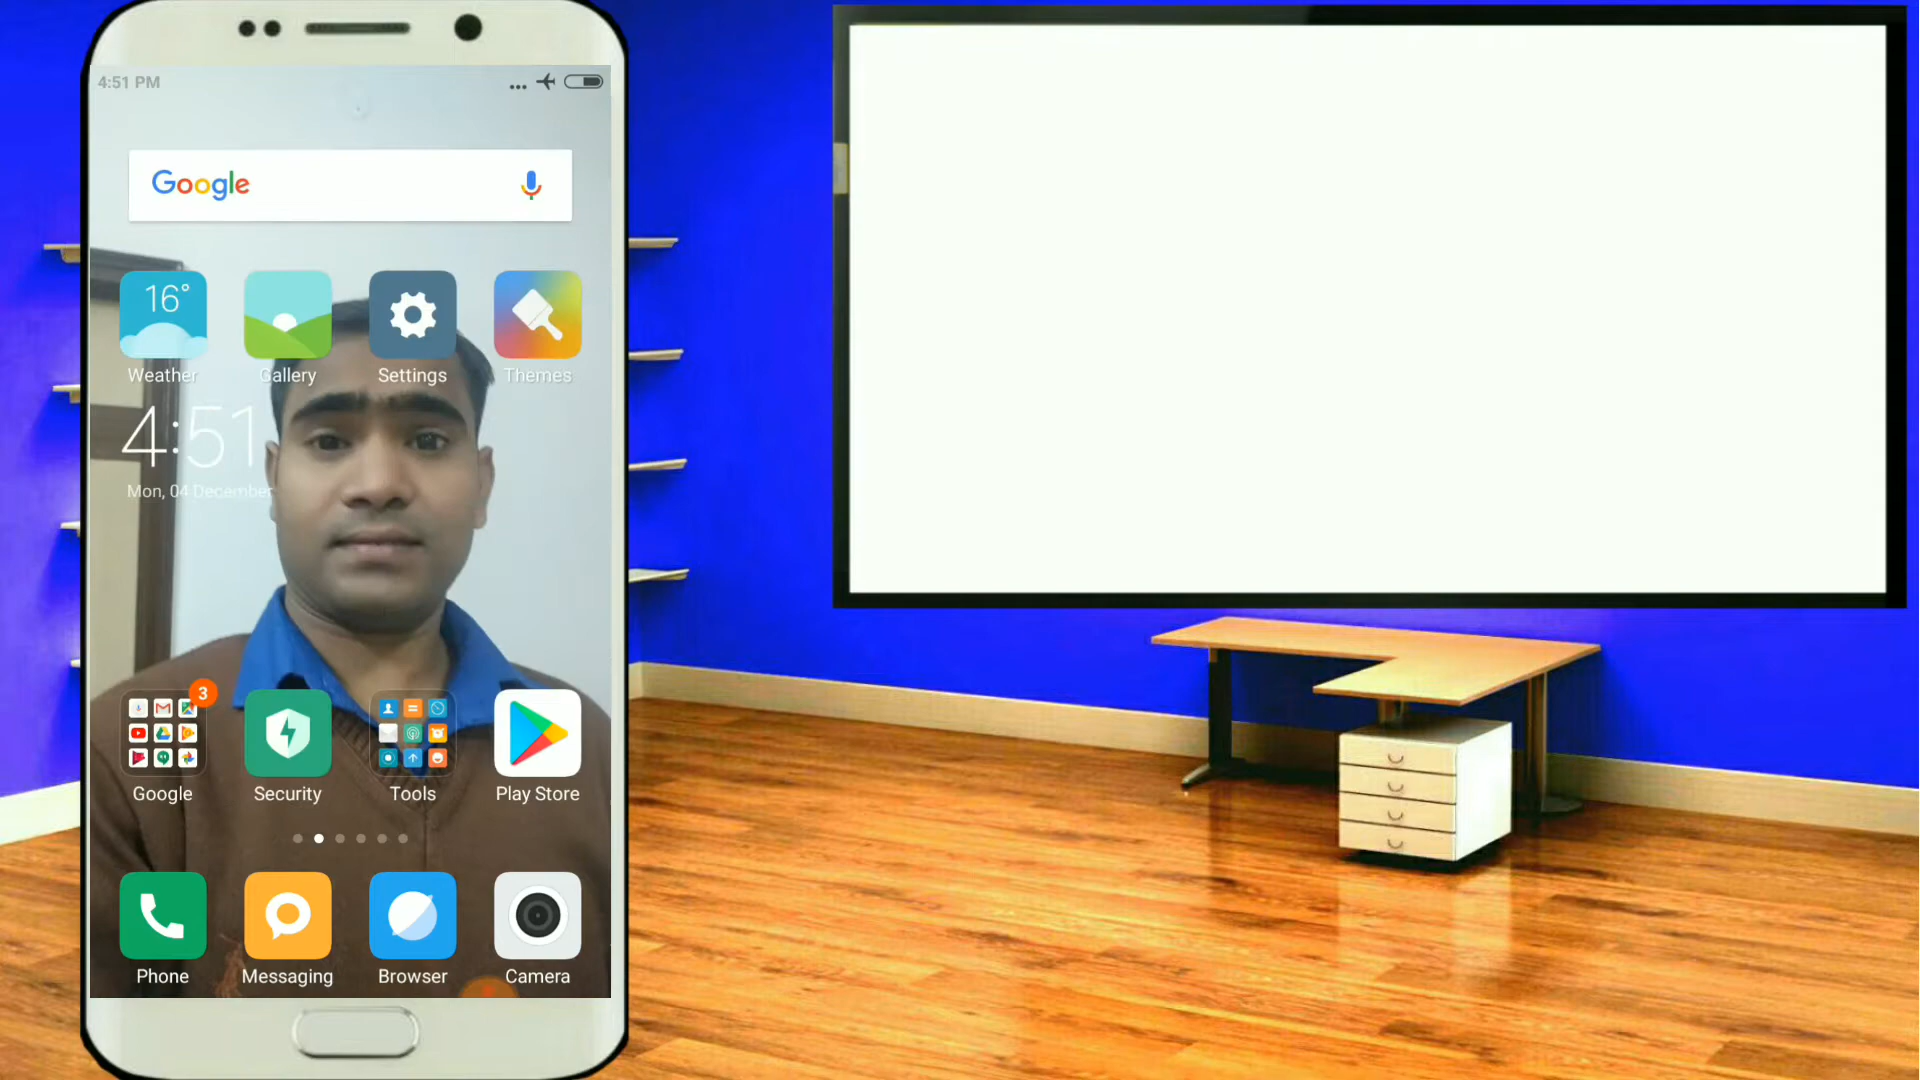 4:51 PM
Google
16°
Weather Gallery Settings Themes
4:51
Mon, 04 December
3
Google Security Tools Play Store
Phone Messaging Browser Camera